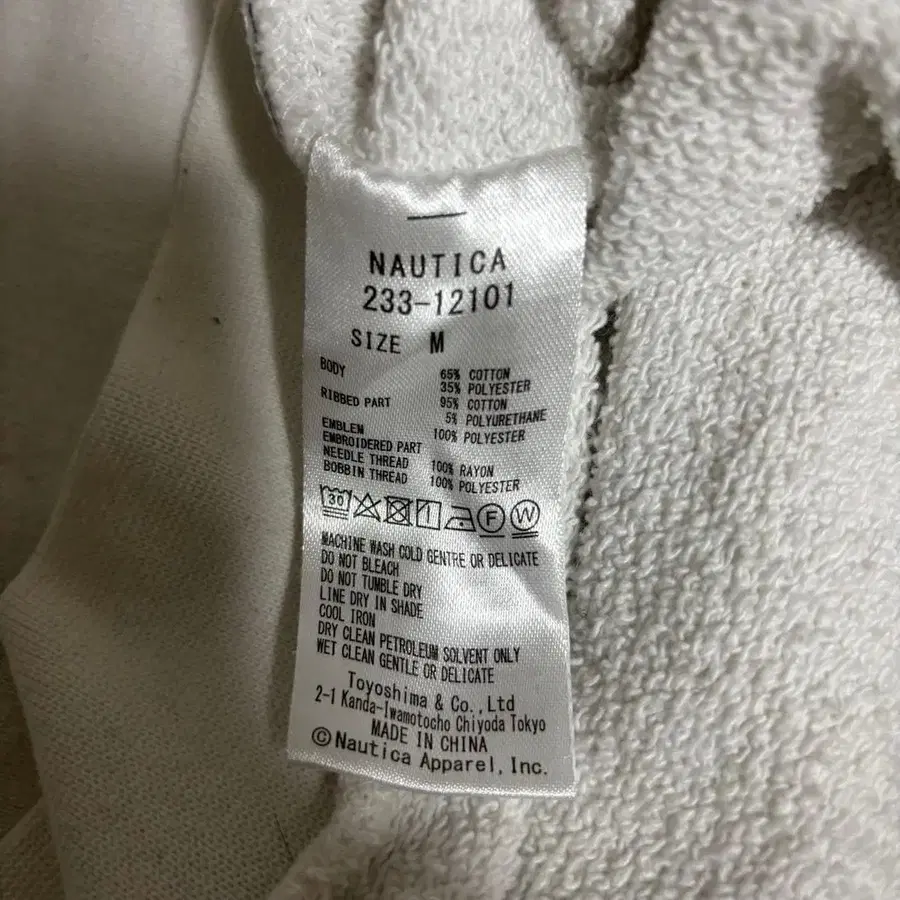 NAUTICA
233-12101
SIZE M
BODY 65% COTTON
35% POLYESTER
RIBBED PART 95% COTTON
5% POLYURETHANE
EMBLEM 100% POLYESTER
EMBROIDERED PART
NEEDLE THREAD 100% RAYON
BOBBIN THREAD 100% POLYESTER
30 F W
MACHINE WASH COLD GENTRE OR DELICATE
DO NOT BLEACH
DO NOT TUMBLE DRY
LINE DRY IN SHADE
COOL IRON
DRY CLEAN PETROLEUM SOLVENT ONLY
WET CLEAN GENTLE OR DELICATE
Toyoshima & Co.,Ltd
2-1 Kanda-Iwamotocho Chiyoda Tokyo
MADE IN CHINA
©Nautica Apparel, Inc.